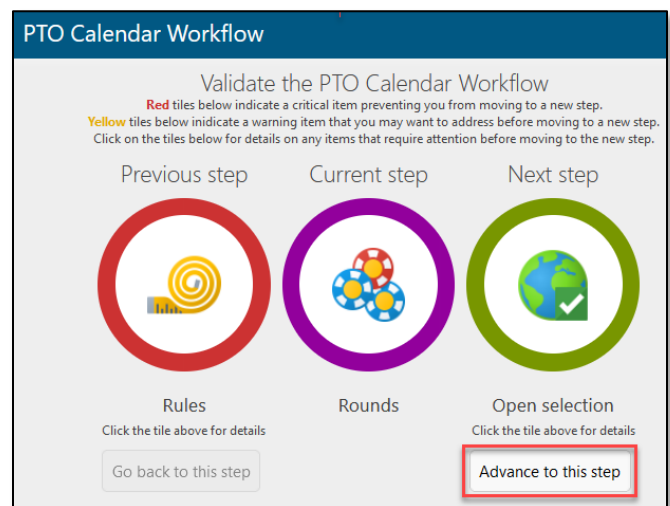 PTO Calendar Workflow
Validate the PTO Calendar Workflow
Red tiles below indicate a critical item preventing you from moving to a new step.
Yellow tiles below inidicate a warning item that you may want to address before moving to a new step.
Click on the tiles below for details on any items that require attention before moving to the new step.
Previous step Current step Next step
Rules Rounds Open selection
Click the tile above for details Click the tile above for details
Go back to this step Advance to this step